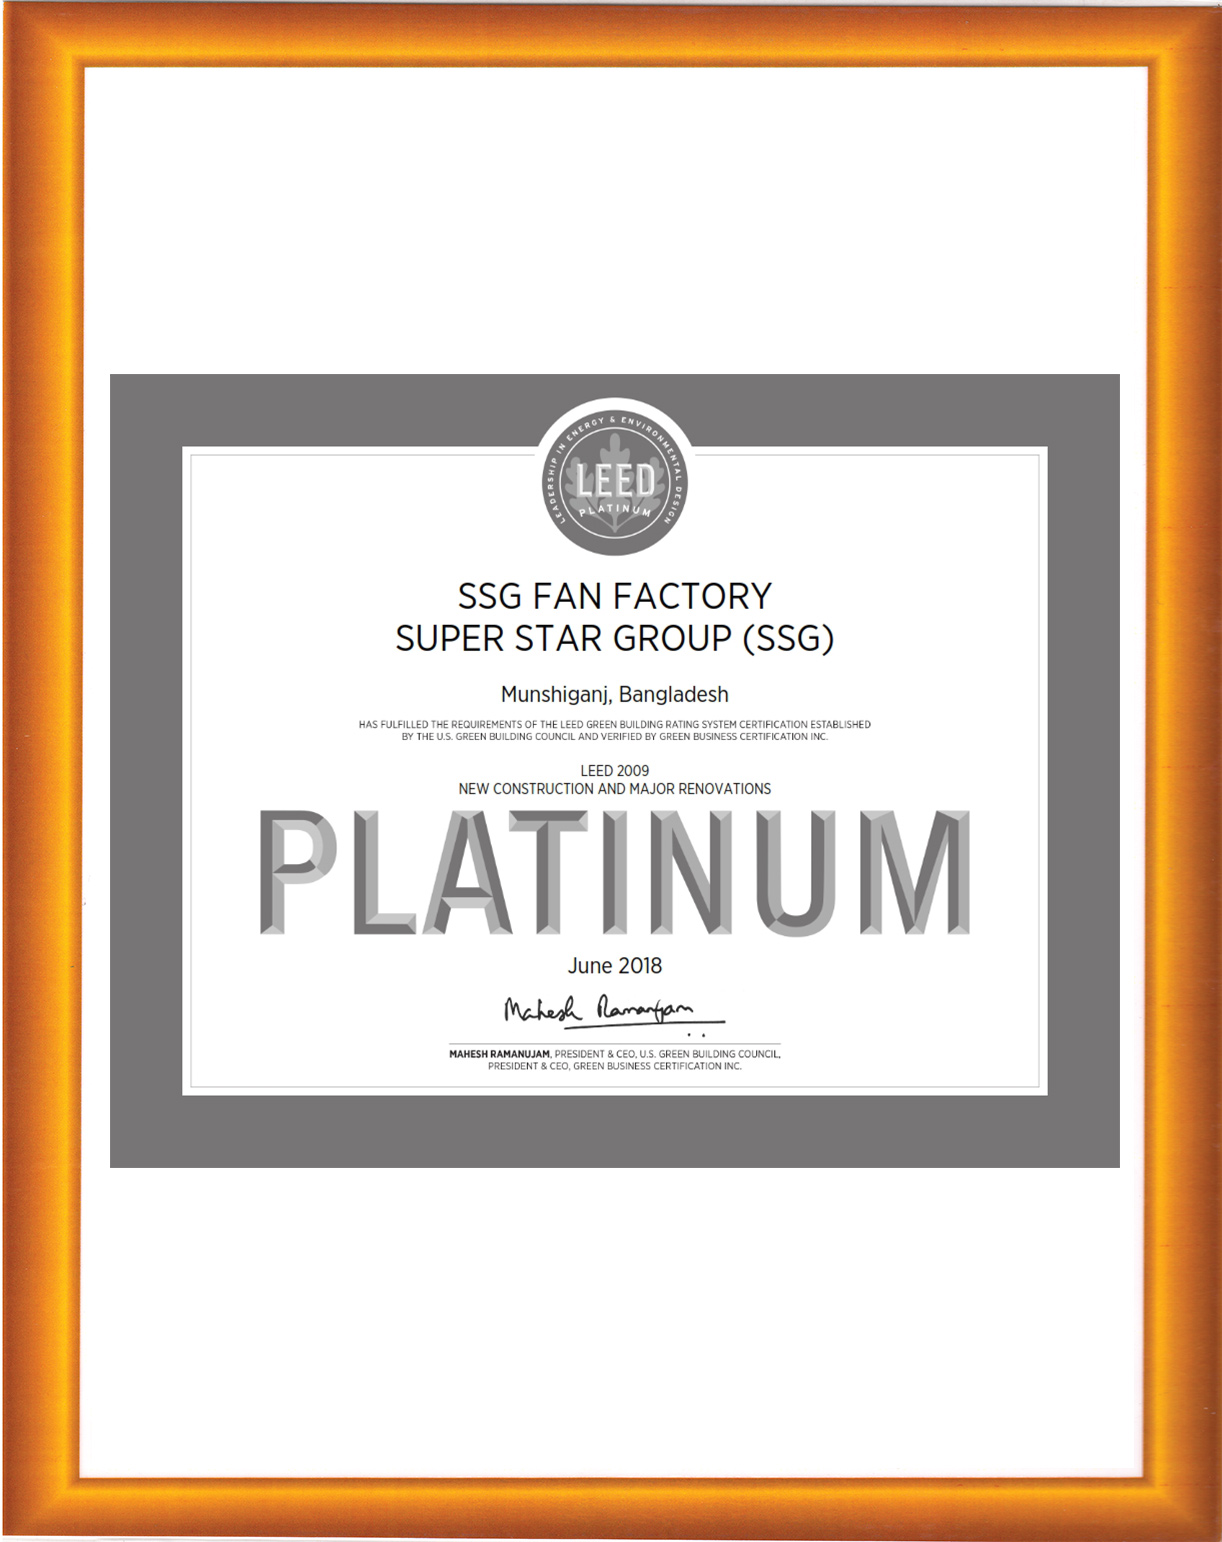 LEADERSHIP IN ENERGY & ENVIRONMENTAL DESIGN
LEED
PLATINUM
SSG FAN FACTORY
SUPER STAR GROUP (SSG)
Munshiganj, Bangladesh
HAS FULFILLED THE REQUIREMENTS OF THE LEED GREEN BUILDING RATING SYSTEM CERTIFICATION ESTABLISHED
BY THE U.S. GREEN BUILDING COUNCIL AND VERIFIED BY GREEN BUSINESS CERTIFICATION INC.
LEED 2009
NEW CONSTRUCTION AND MAJOR RENOVATIONS
PLATINUM
June 2018
Mahesh Ramanujam
MAHESH RAMANUJAM, PRESIDENT & CEO, U.S. GREEN BUILDING COUNCIL,
PRESIDENT & CEO, GREEN BUSINESS CERTIFICATION INC.